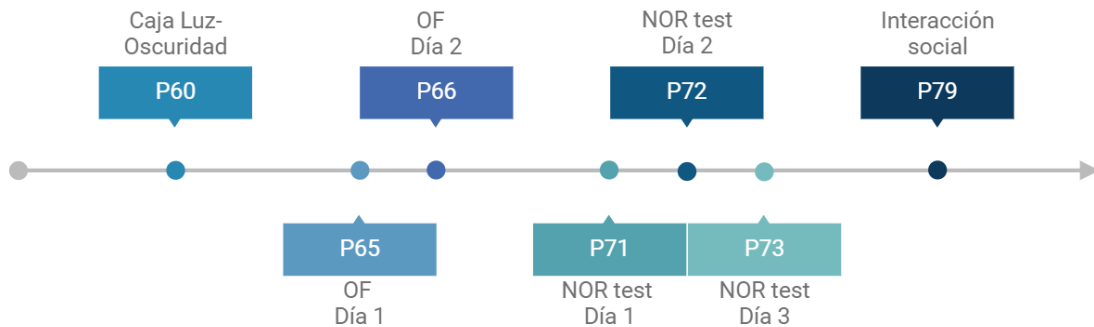 Caja Luz-
Oscuridad
P60
OF
Día 2
P66
NOR test
Día 2
P72
Interacción
social
P79
P65
OF
Día 1
P71
NOR test
Día 1
P73
NOR test
Día 3